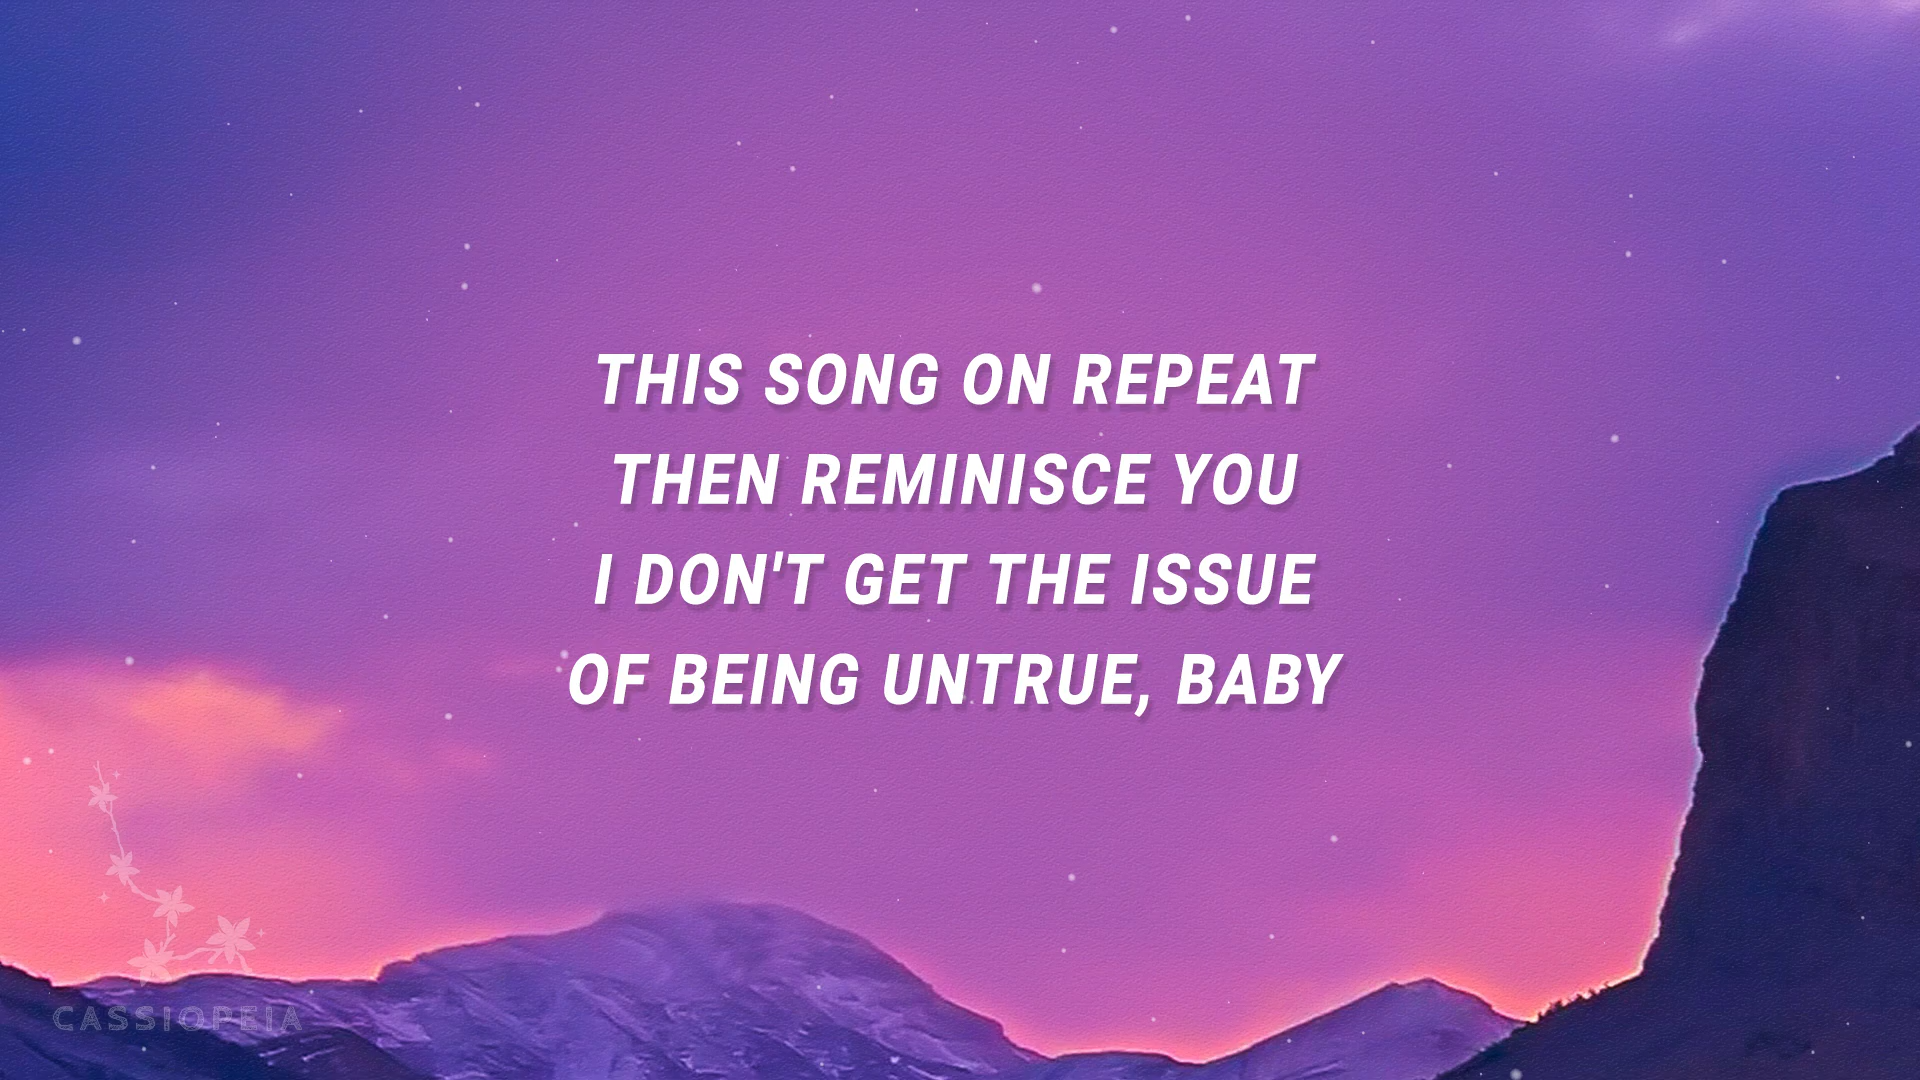 THIS SONG ON REPEAT
THEN REMINISCE YOU
I DON'T GET THE ISSUE
OF BEING UNTRUE, BABY
CASSIOPEIA